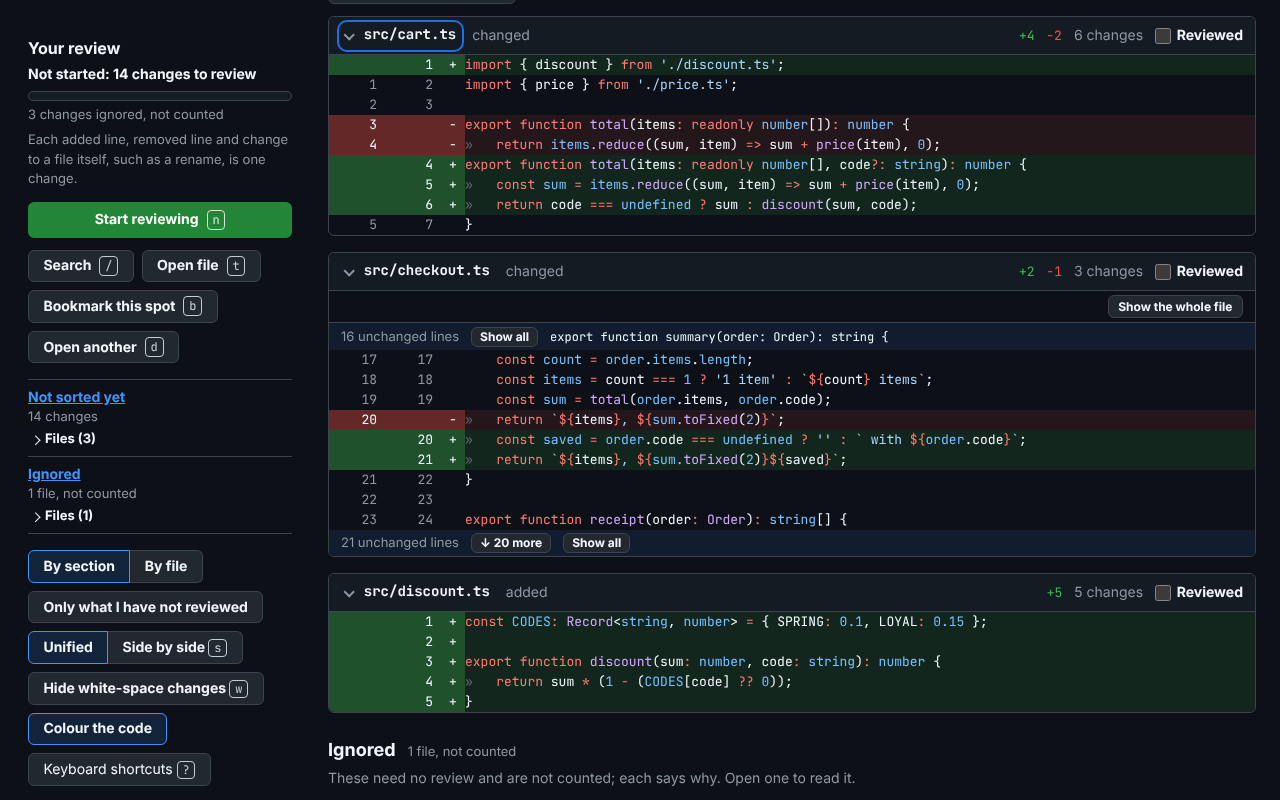 Your review
Not started: 14 changes to review
3 changes ignored, not counted
Each added line, removed line and change
to a file itself, such as a rename, is one
change.
Start reviewing n
Search / Open file t
Bookmark this spot b
Open another d
Not sorted yet
14 changes
Files (3)
Ignored
1 file, not counted
Files (1)
By section By file
Only what I have not reviewed
Unified Side by side s
Hide white-space changes w
Colour the code
Keyboard shortcuts ?
src/cart.ts changed +4 -2 6 changes Reviewed
1 + import { discount } from './discount.ts';
1 2 import { price } from './price.ts';
2 3
3 - export function total(items: readonly number[]): number {
4 - » return items.reduce((sum, item) => sum + price(item), 0);
4 + export function total(items: readonly number[], code?: string): number {
5 + » const sum = items.reduce((sum, item) => sum + price(item), 0);
6 + » return code === undefined ? sum : discount(sum, code);
5 7 }
src/checkout.ts changed +2 -1 3 changes Reviewed
Show the whole file
16 unchanged lines Show all export function summary(order: Order): string {
17 17 const count = order.items.length;
18 18 const items = count === 1 ? '1 item' : `${count} items`;
19 19 const sum = total(order.items, order.code);
20 - » return `${items}, ${sum.toFixed(2)}`;
20 + » const saved = order.code === undefined ? '' : ` with ${order.code}`;
21 + » return `${items}, ${sum.toFixed(2)}${saved}`;
21 22 }
22 23
23 24 export function receipt(order: Order): string[] {
21 unchanged lines ↓ 20 more Show all
src/discount.ts added +5 5 changes Reviewed
1 + const CODES: Record<string, number> = { SPRING: 0.1, LOYAL: 0.15 };
2 +
3 + export function discount(sum: number, code: string): number {
4 + » return sum * (1 - (CODES[code] ?? 0));
5 + }
Ignored 1 file, not counted
These need no review and are not counted; each says why. Open one to read it.